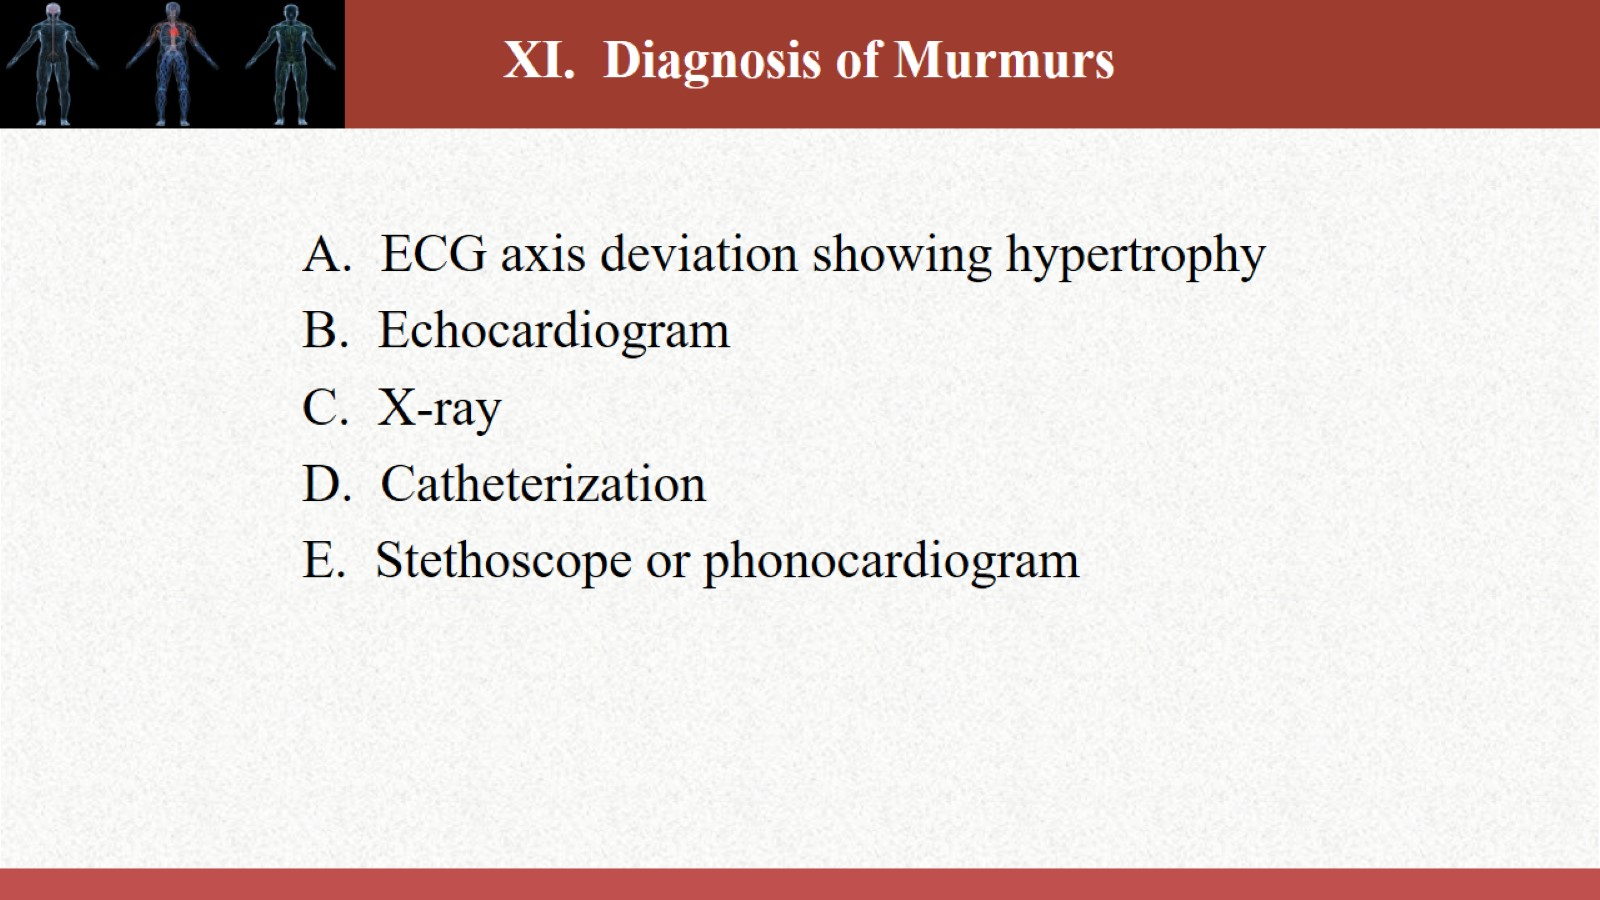 XI. Diagnosis of Murmurs
A. ECG axis deviation showing hypertrophy
B. Echocardiogram
C. X-ray
D. Catheterization
E. Stethoscope or phonocardiogram